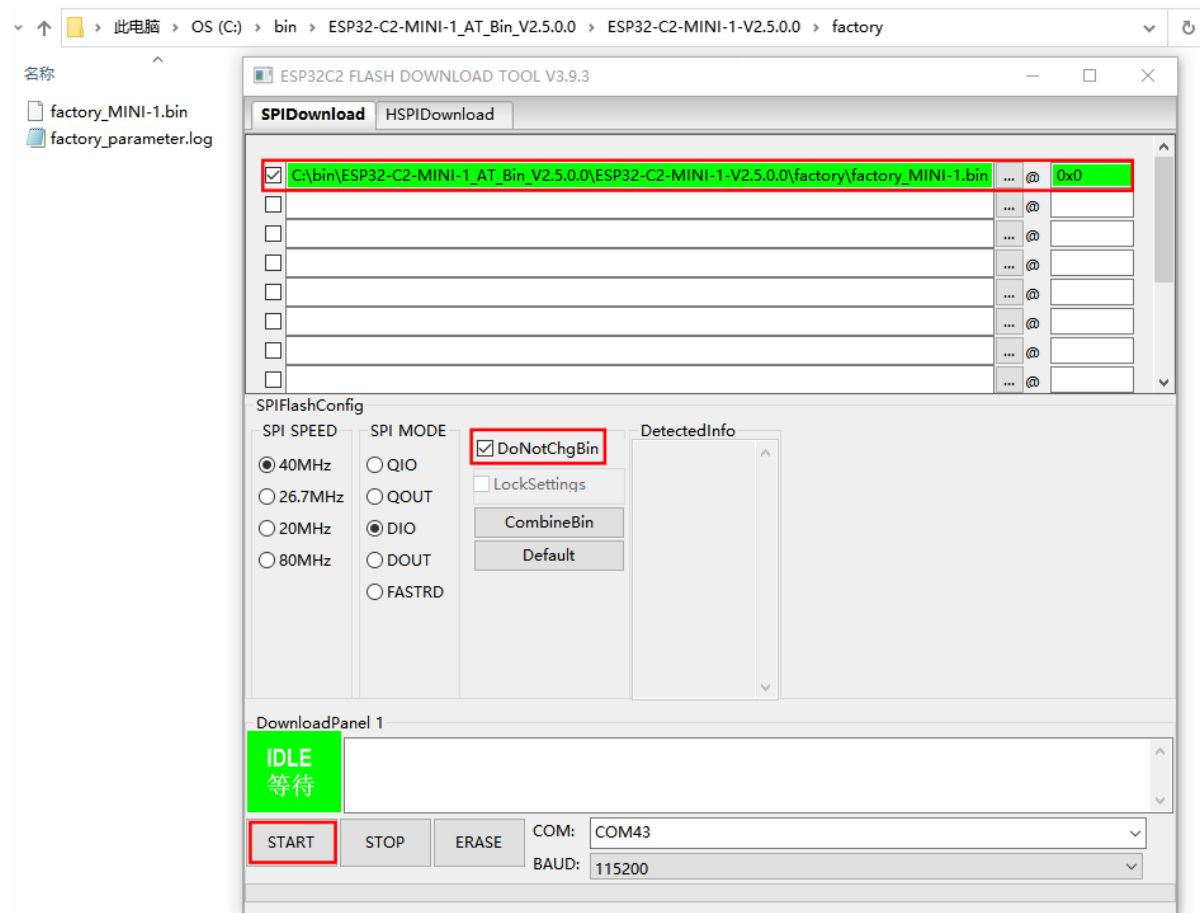 此电脑 > OS (C:) > bin > ESP32-C2-MINI-1_AT_Bin_V2.5.0.0 > ESP32-C2-MINI-1-V2.5.0.0 > factory
名称
factory_MINI-1.bin
factory_parameter.log
ESP32C2 FLASH DOWNLOAD TOOL V3.9.3
SPIDownload HSPIDownload
C:\bin\ESP32-C2-MINI-1_AT_Bin_V2.5.0.0\ESP32-C2-MINI-1-V2.5.0.0\factory\factory_MINI-1.bin ... @ 0x0
... @
... @
... @
... @
... @
... @
... @
SPIFlashConfig
SPI SPEED SPI MODE DetectedInfo
DoNotChgBin
40MHz QIO
LockSettings
26.7MHz QOUT
CombineBin
20MHz DIO
Default
80MHz DOUT
FASTRD
DownloadPanel 1
IDLE
等待
START STOP ERASE
COM: COM43
BAUD: 115200